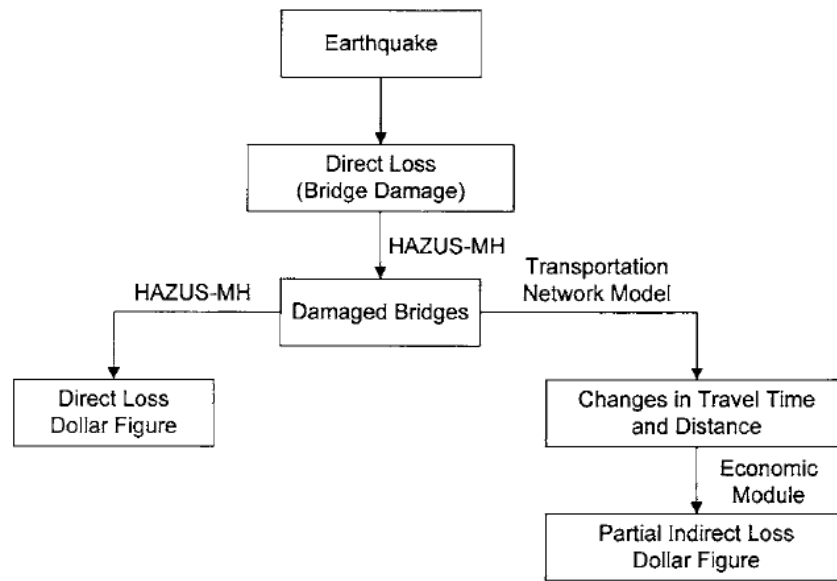 Earthquake
Direct Loss
(Bridge Damage)
HAZUS-MH
Transportation
Network Model
HAZUS-MH
Damaged Bridges
Direct Loss
Dollar Figure
Changes in Travel Time
and Distance
Economic
Module
Partial Indirect Loss
Dollar Figure